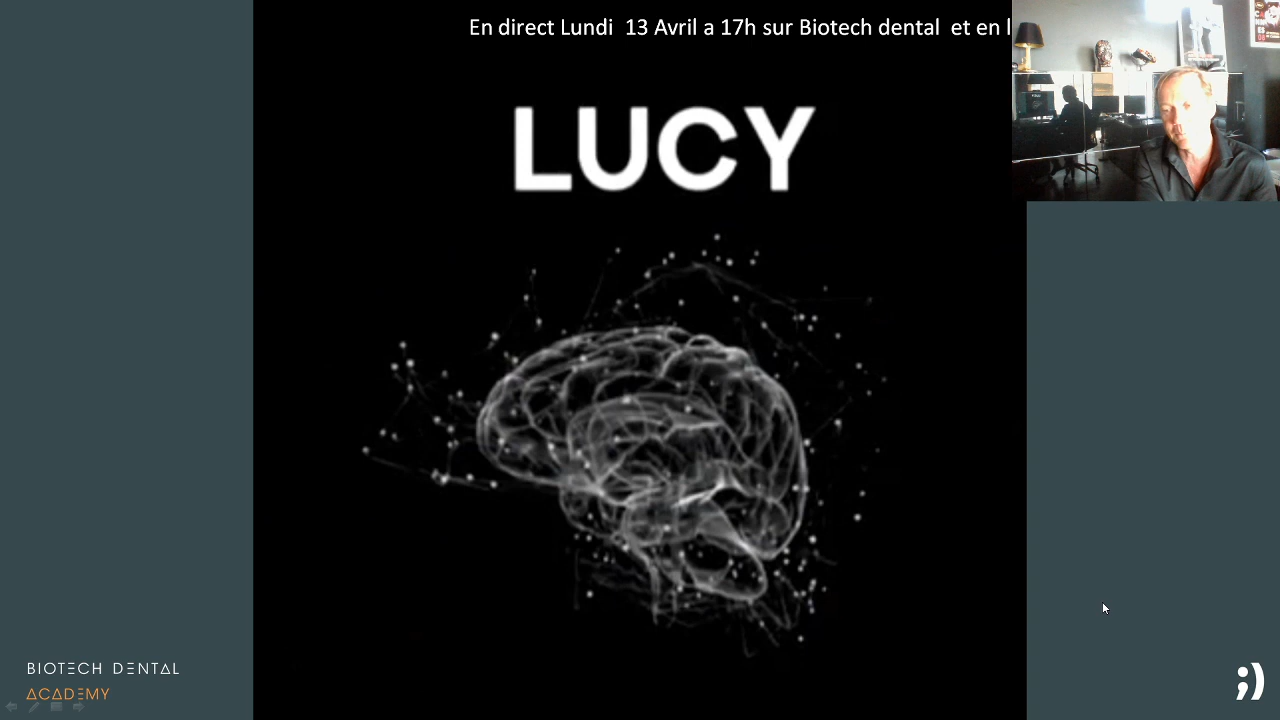 En direct Lundi 13 Avril a 17h sur Biotech dental et en l
LUCY
BIOTECH DENTAL
ACADEMY
;)